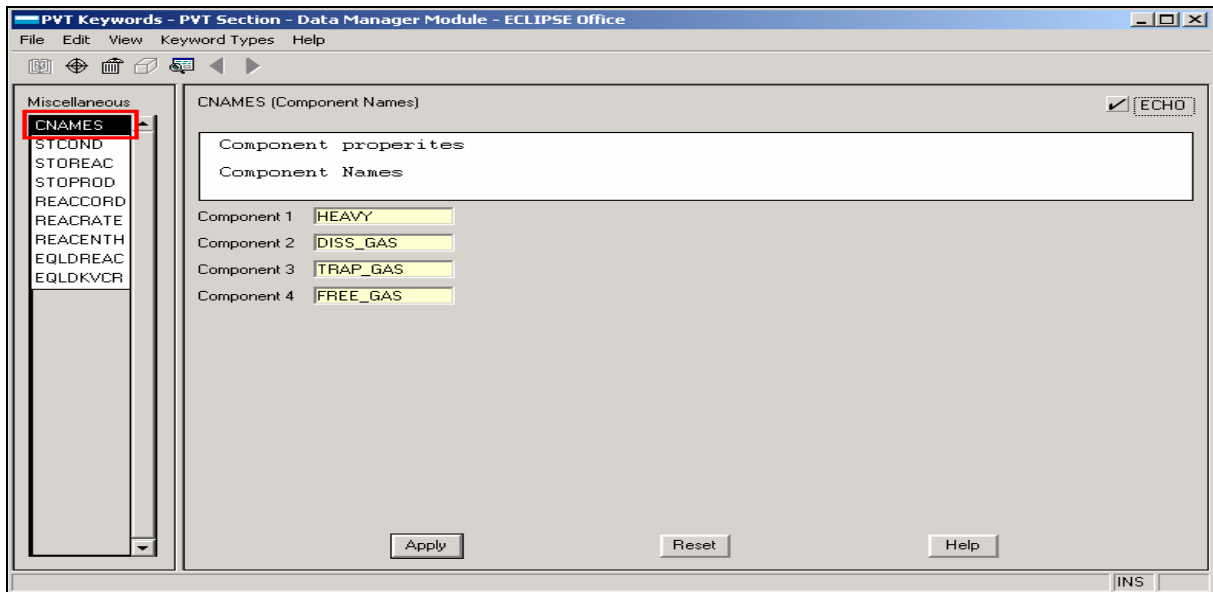 PVT Keywords - PVT Section - Data Manager Module - ECLIPSE Office
File Edit View Keyword Types Help
Miscellaneous
CNAMES
STCOND
STOREAC
STOPROD
REACCORD
REACRATE
REACENTH
EQLDREAC
EQLDKVCR
CNAMES (Component Names)
ECHO
Component properites
Component Names
Component 1 HEAVY
Component 2 DISS_GAS
Component 3 TRAP_GAS
Component 4 FREE_GAS
Apply Reset Help
INS